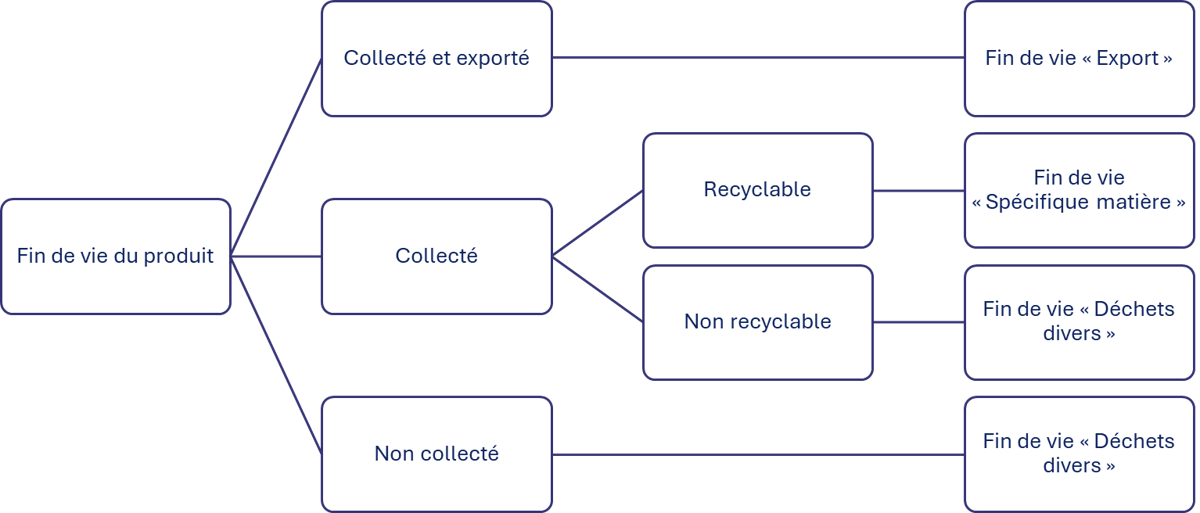 Collecté et exporté
Fin de vie « Export »
Recyclable
Fin de vie
« Spécifique matière »
Fin de vie du produit
Collecté
Non recyclable
Fin de vie « Déchets
divers »
Non collecté
Fin de vie « Déchets
divers »